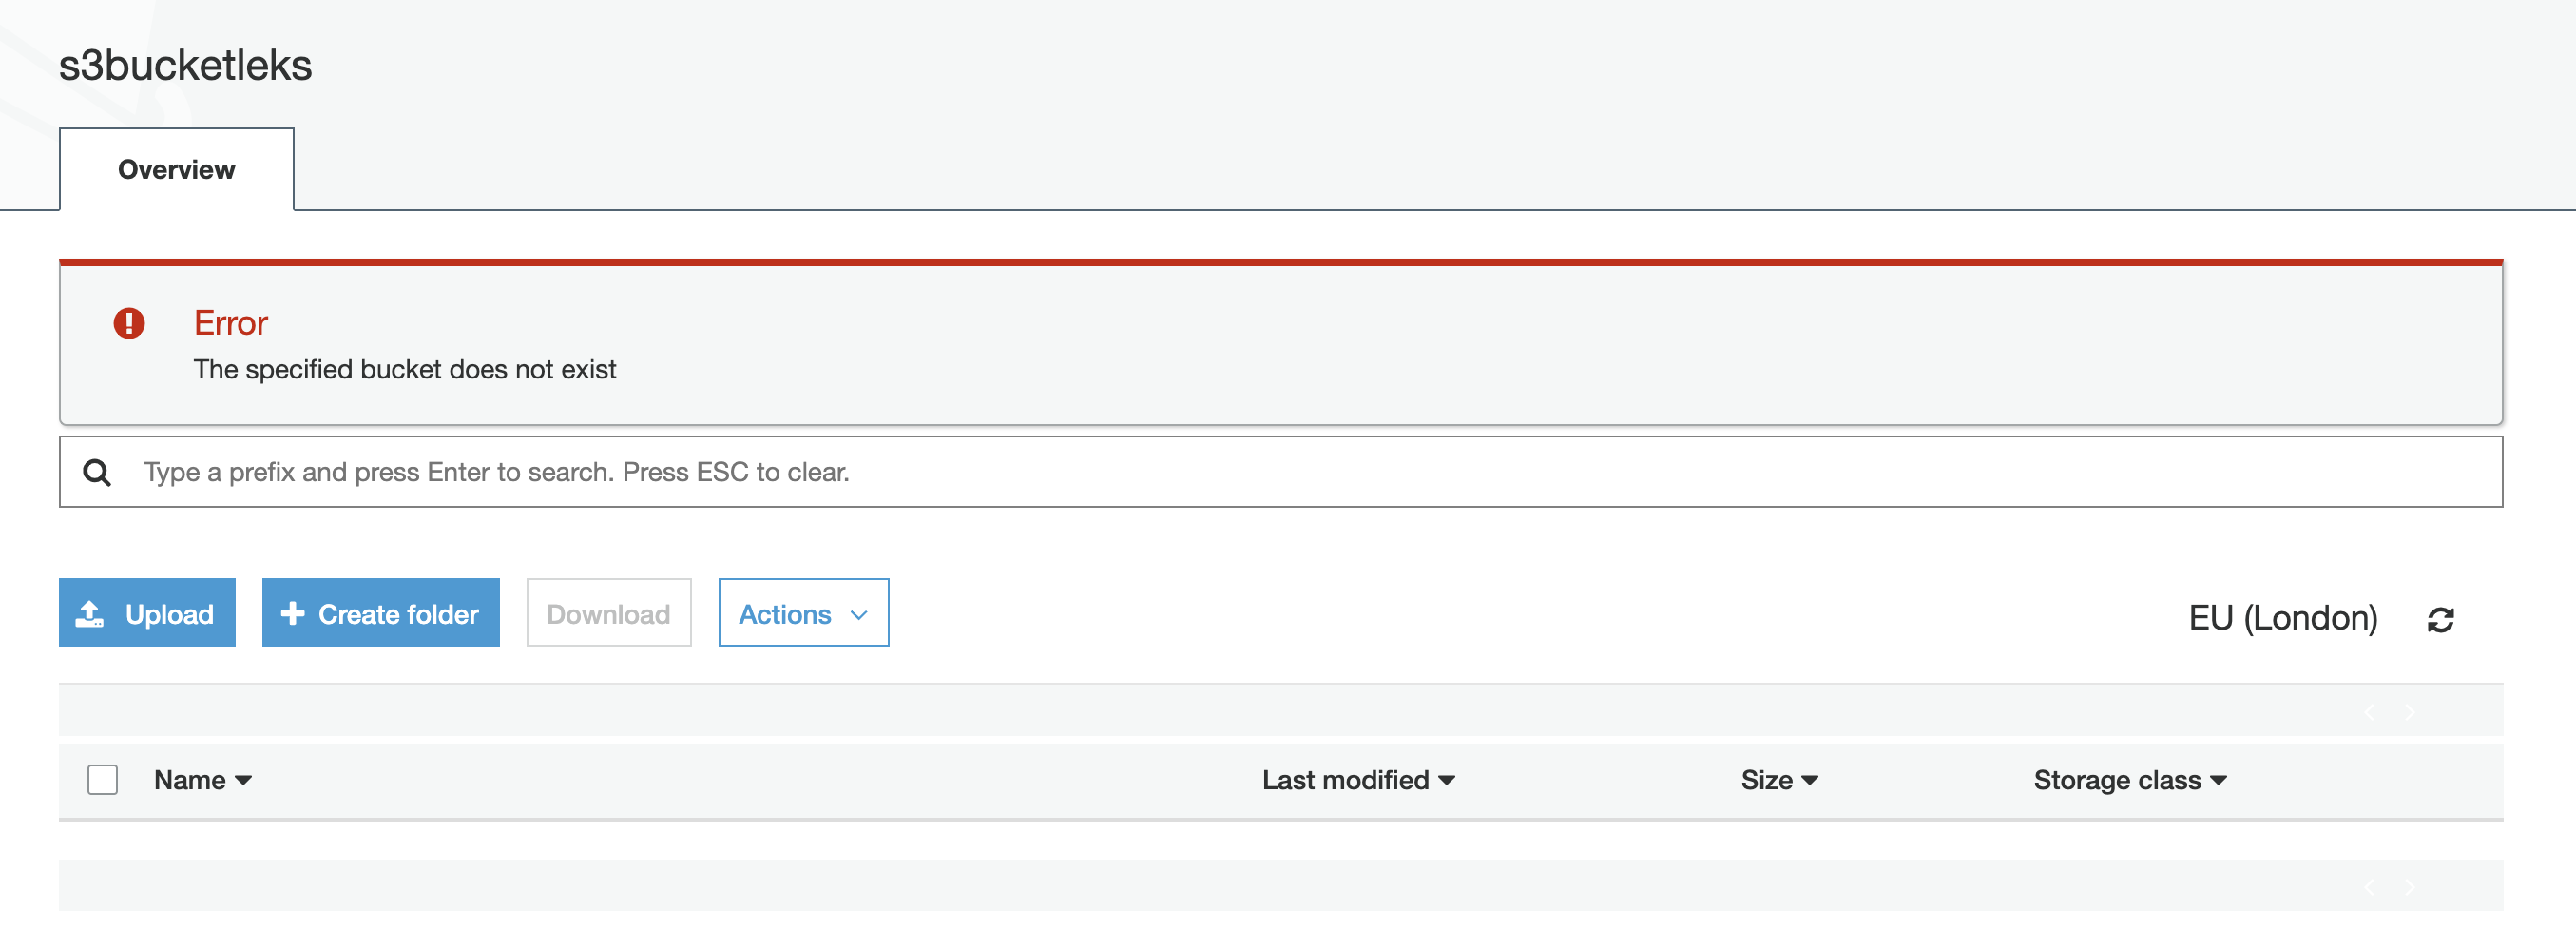 s3bucketleks
Overview
Error
The specified bucket does not exist
Type a prefix and press Enter to search. Press ESC to clear.
Upload Create folder Download Actions EU (London)
Name Last modified Size Storage class